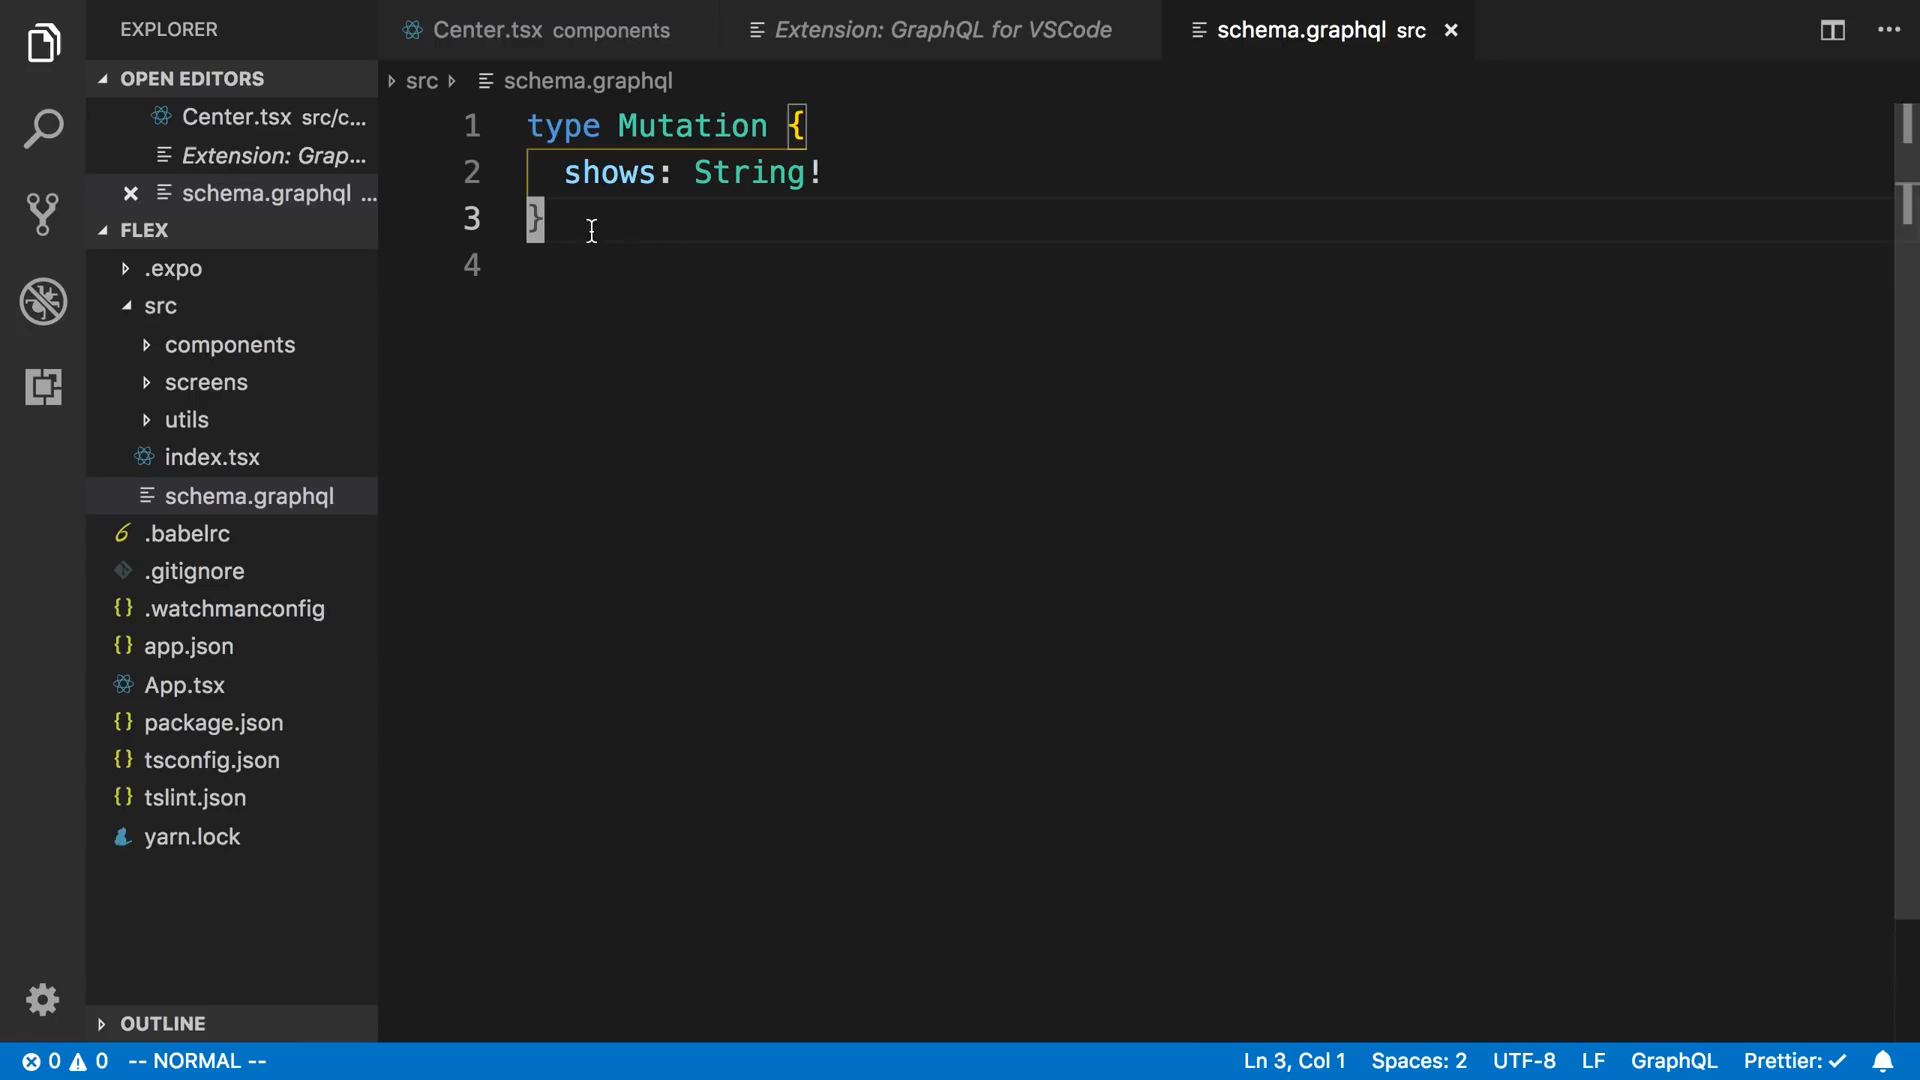 EXPLORER
Center.tsx components
Extension: GraphQL for VSCode
schema.graphql src
OPEN EDITORS
Center.tsx src/c...
Extension: Grap...
schema.graphql ...
FLEX
.expo
src
components
screens
utils
index.tsx
schema.graphql
.babelrc
.gitignore
{} .watchmanconfig
{} app.json
App.tsx
{} package.json
{} tsconfig.json
{} tslint.json
yarn.lock
OUTLINE
src schema.graphql
1 type Mutation {
2 shows: String!
3 }
4
0 0 -- NORMAL --
Ln 3, Col 1 Spaces: 2 UTF-8 LF GraphQL Prettier: ✓